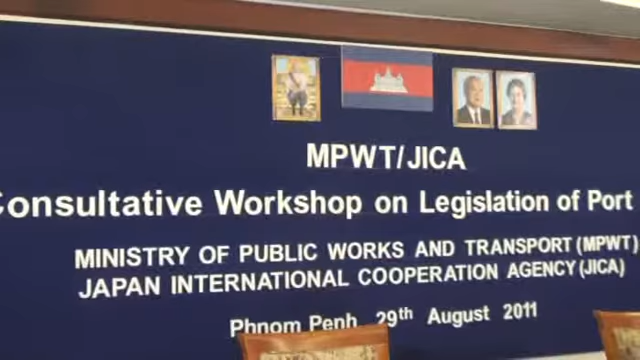 MPWT/JICA
Consultative Workshop on Legislation of Port
MINISTRY OF PUBLIC WORKS AND TRANSPORT (MPWT)
JAPAN INTERNATIONAL COOPERATION AGENCY (JICA)
Phnom Penh 29th August 2011